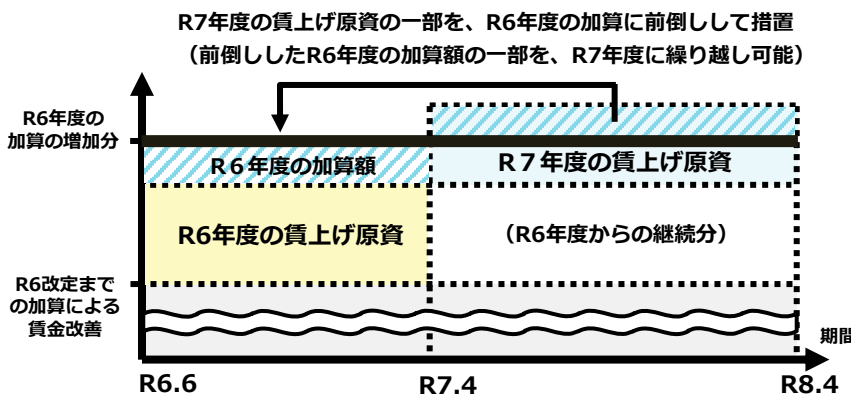 R7年度の賃上げ原資の一部を、R6年度の加算に前倒しして措置
(前倒ししたR6年度の加算額の一部を、R7年度に繰り越し可能)
R6年度の
加算の増加分
R6年度の加算額
R7年度の賃上げ原資
R6年度の賃上げ原資
(R6年度からの継続分)
R6改定まで
の加算による
賃金改善
期間
R6.6
R7.4
R8.4